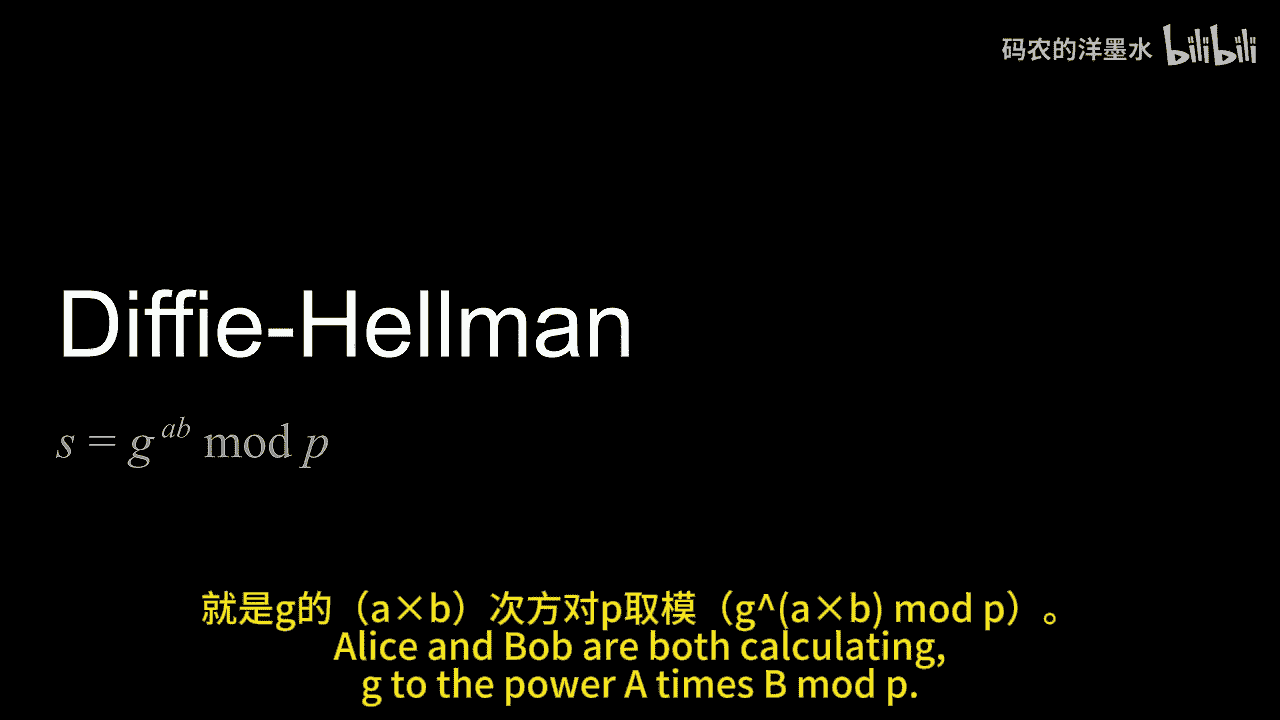 码农的洋墨水 bilibili
Diffie-Hellman
s = g^ab mod p
就是g的（a×b）次方对p取模（g^(a×b) mod p）。
Alice and Bob are both calculating,
g to the power A times B mod p.